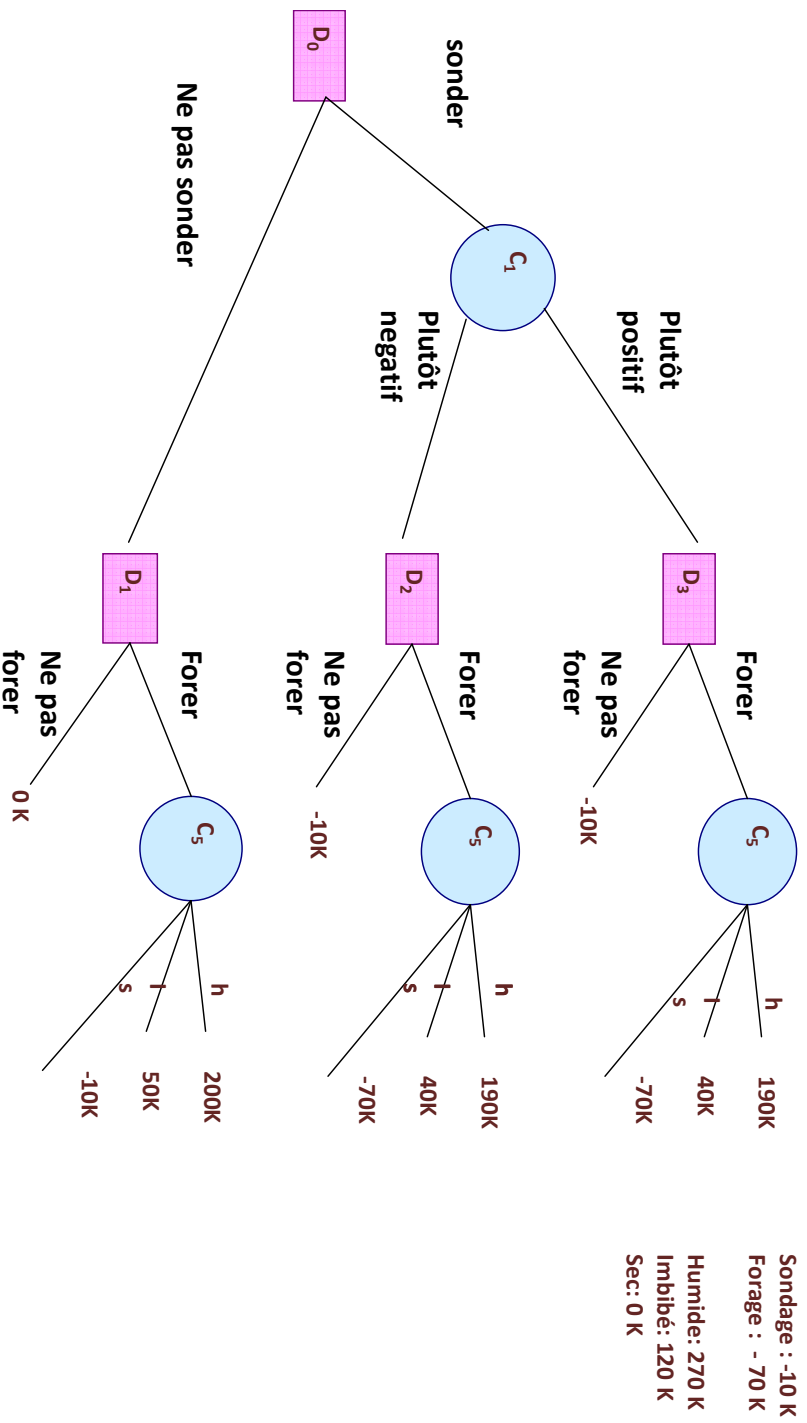 Sondage : -10 K
Forage : - 70 K
Humide: 270 K
Imbibé: 120 K
Sec: 0 K
sonder
Ne pas sonder
D0
C1
Plutôt
positif
Plutôt
negatif
D3
Forer
Ne pas
forer
-10K
C5
h
l
s
190K
40K
-70K
D2
Forer
Ne pas
forer
-10K
C5
h
l
s
190K
40K
-70K
D1
Forer
Ne pas
forer
0 K
C5
h
l
s
200K
50K
-10K